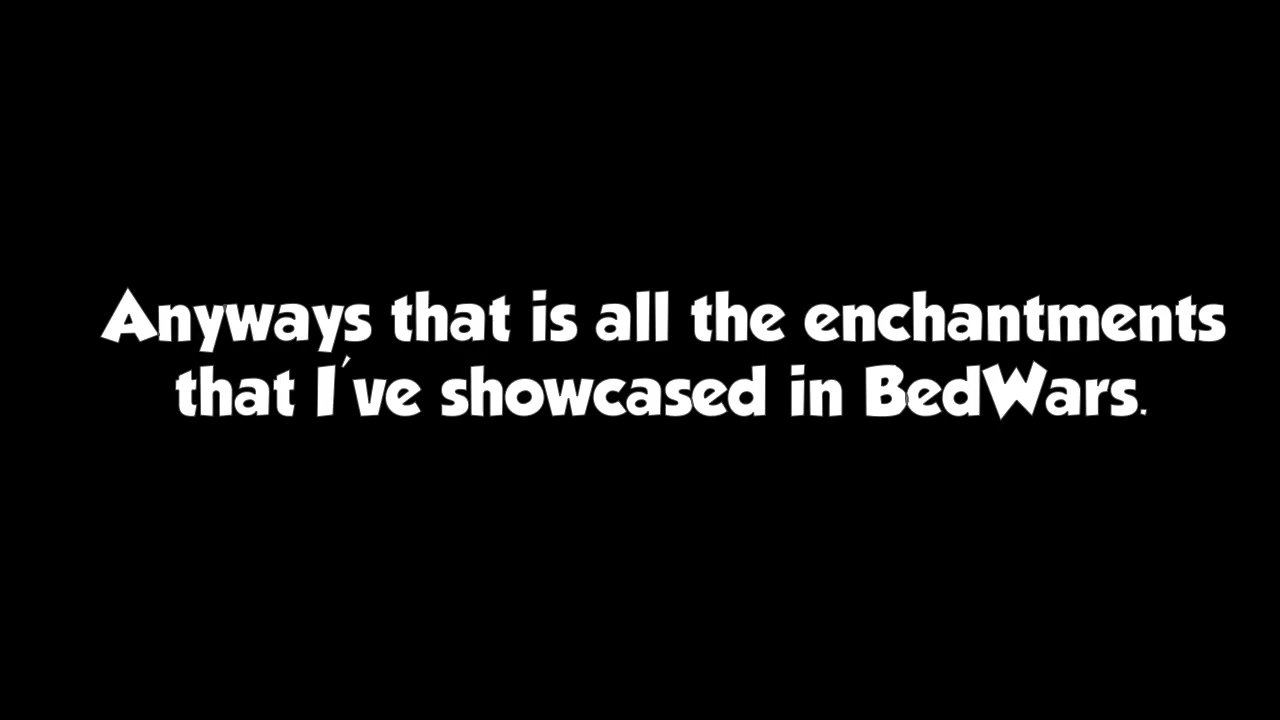 Anyways that is all the enchantments
that I've showcased in BedWars.